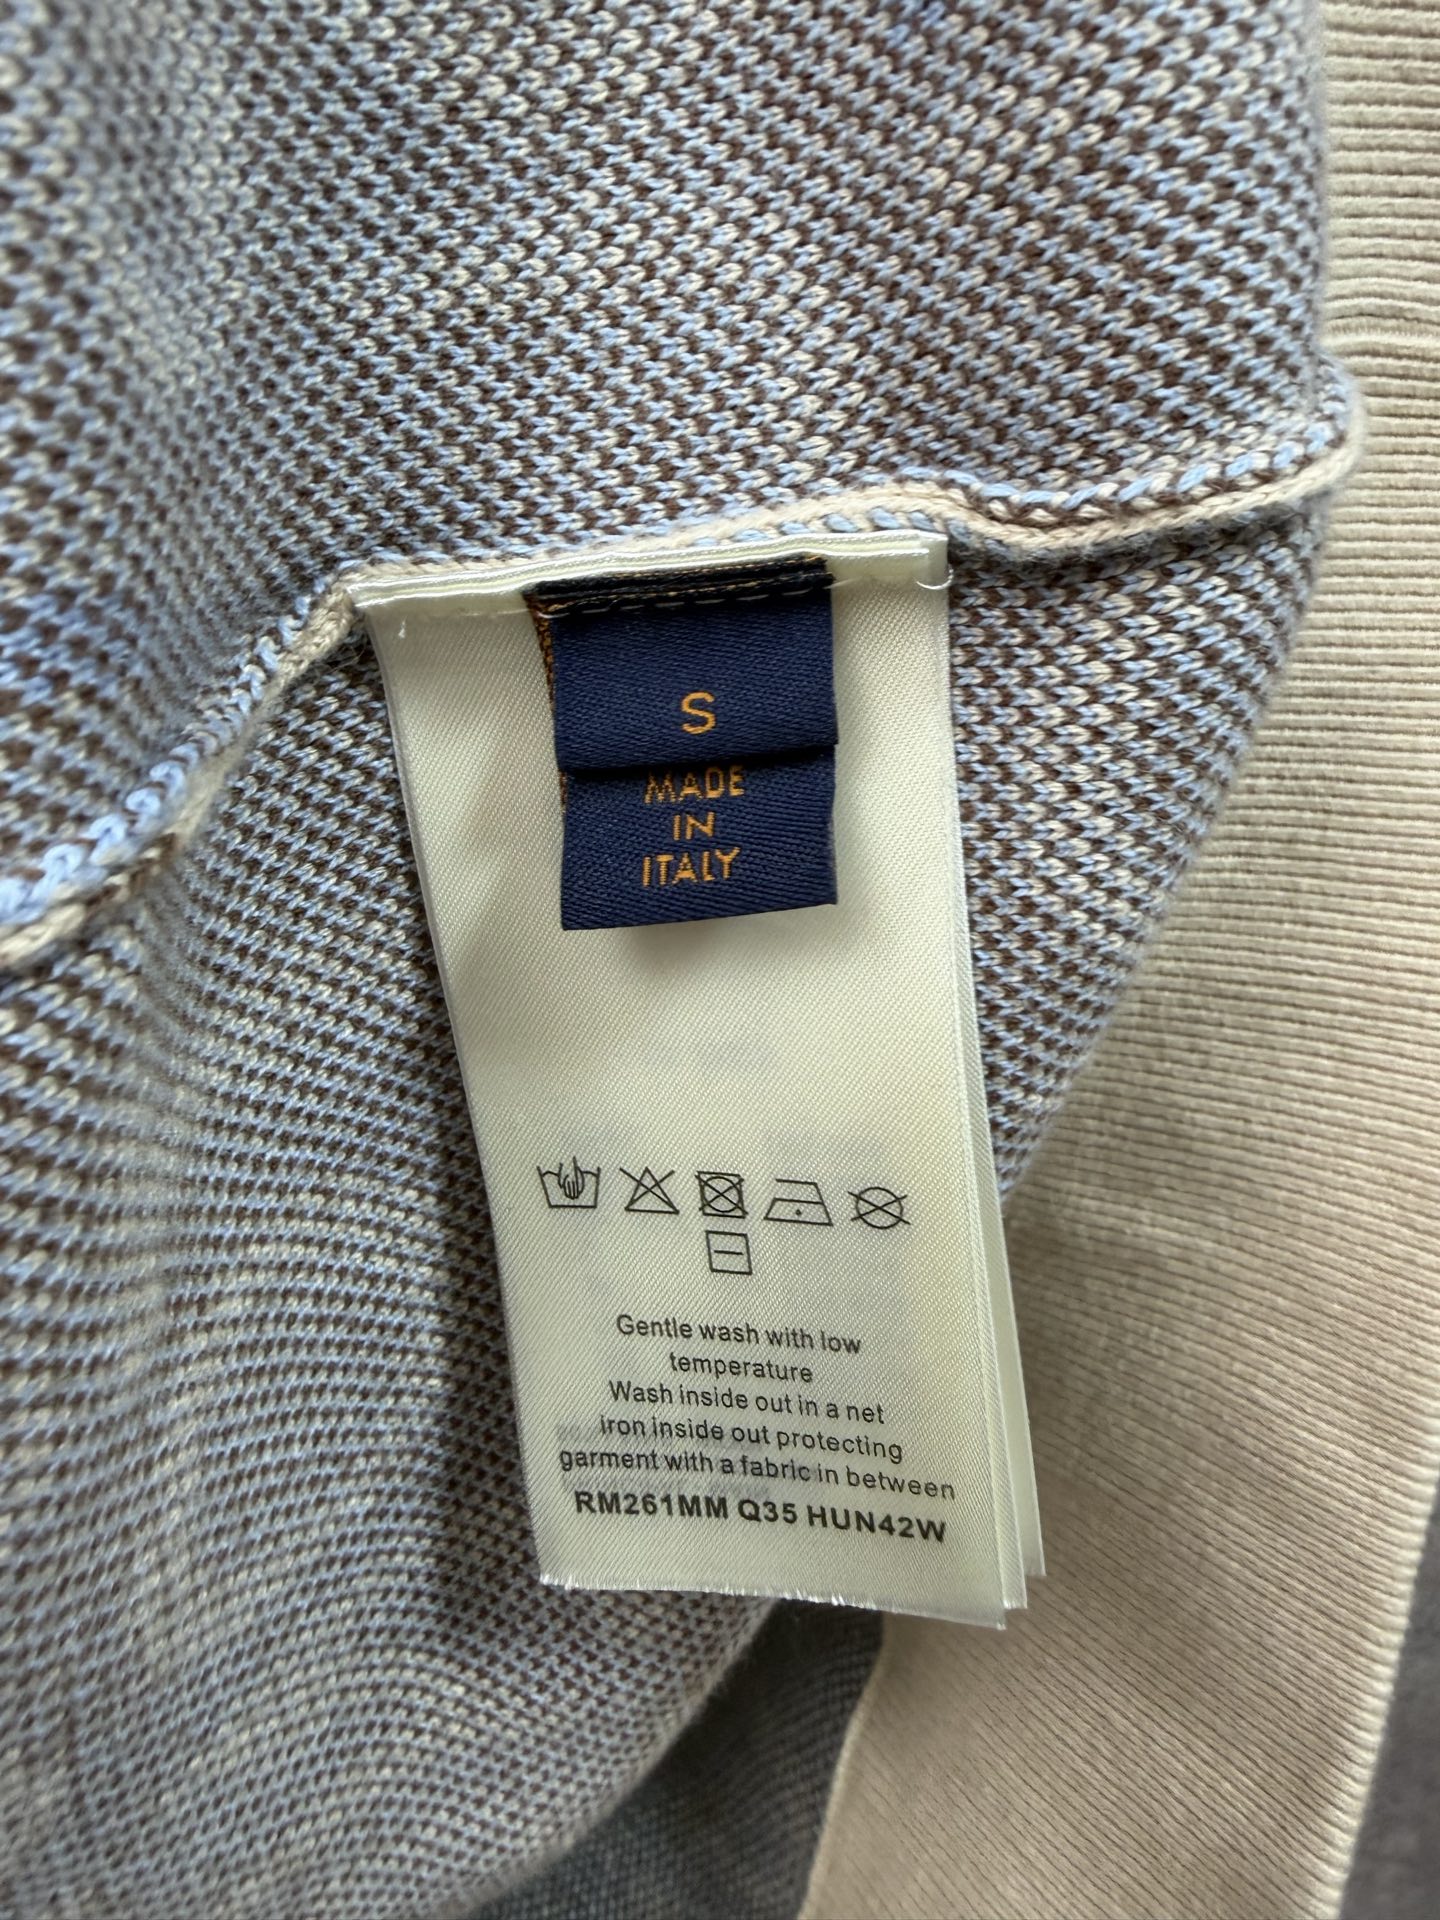 S
MADE
IN
ITALY
Gentle wash with low
temperature
Wash inside out in a net
iron inside out protecting
garment with a fabric in between
RM261MM Q35 HUN42W